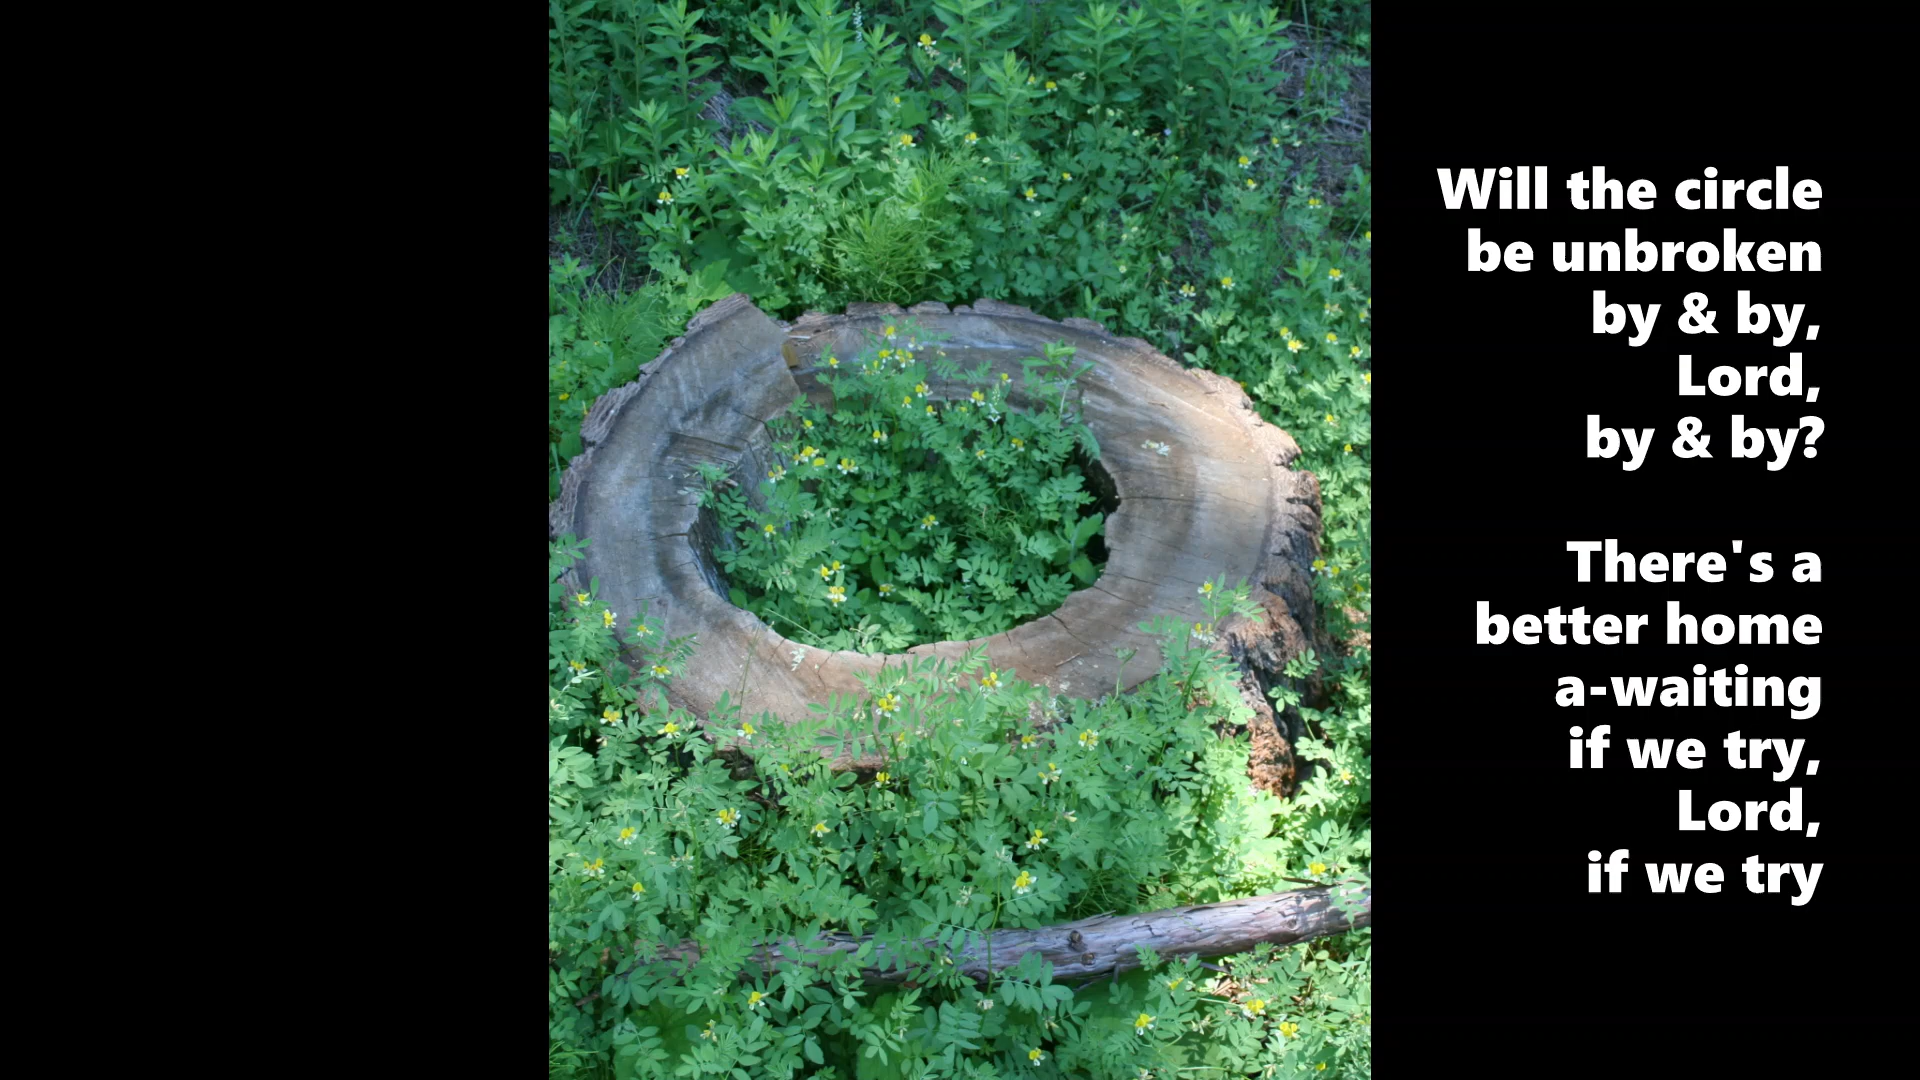 Will the circle
be unbroken
by & by,
Lord,
by & by?
There's a
better home
a-waiting
if we try,
Lord,
if we try